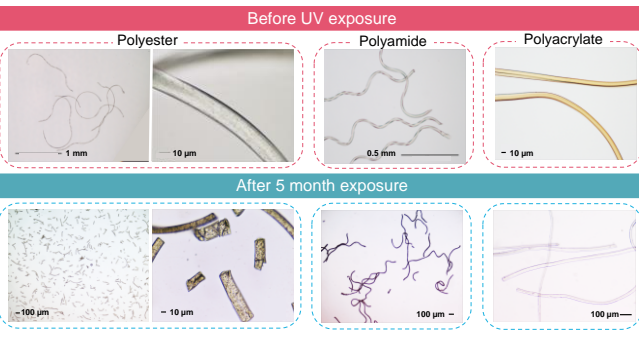 Before UV exposure
Polyester
Polyamide
Polyacrylate
1 mm
10 μm
0.5 mm
10 μm
After 5 month exposure
100 μm
10 μm
100 μm
100 μm